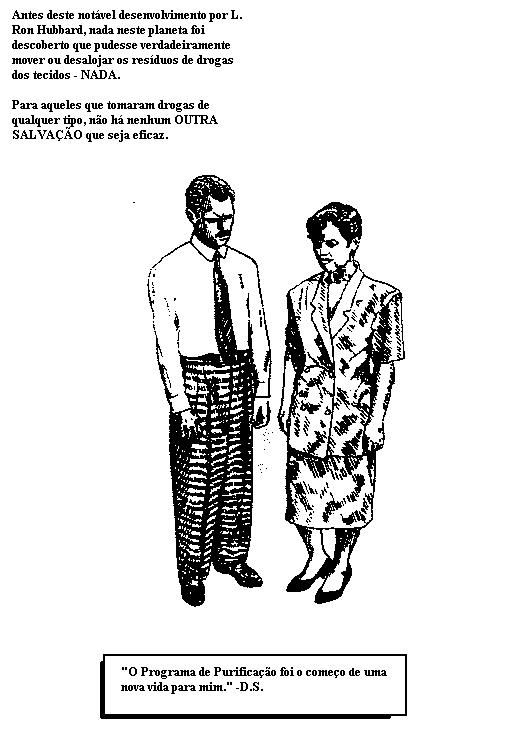 Antes deste notável desenvolvimento por L.
Ron Hubbard, nada neste planeta foi
descoberto que pudesse verdadeiramente
mover ou desalojar os resíduos de drogas
dos tecidos - NADA.
Para aqueles que tomaram drogas de
qualquer tipo, não há nenhum OUTRA
SALVAÇÃO que seja eficaz.
"O Programa de Purificação foi o começo de uma
nova vida para mim." -D.S.